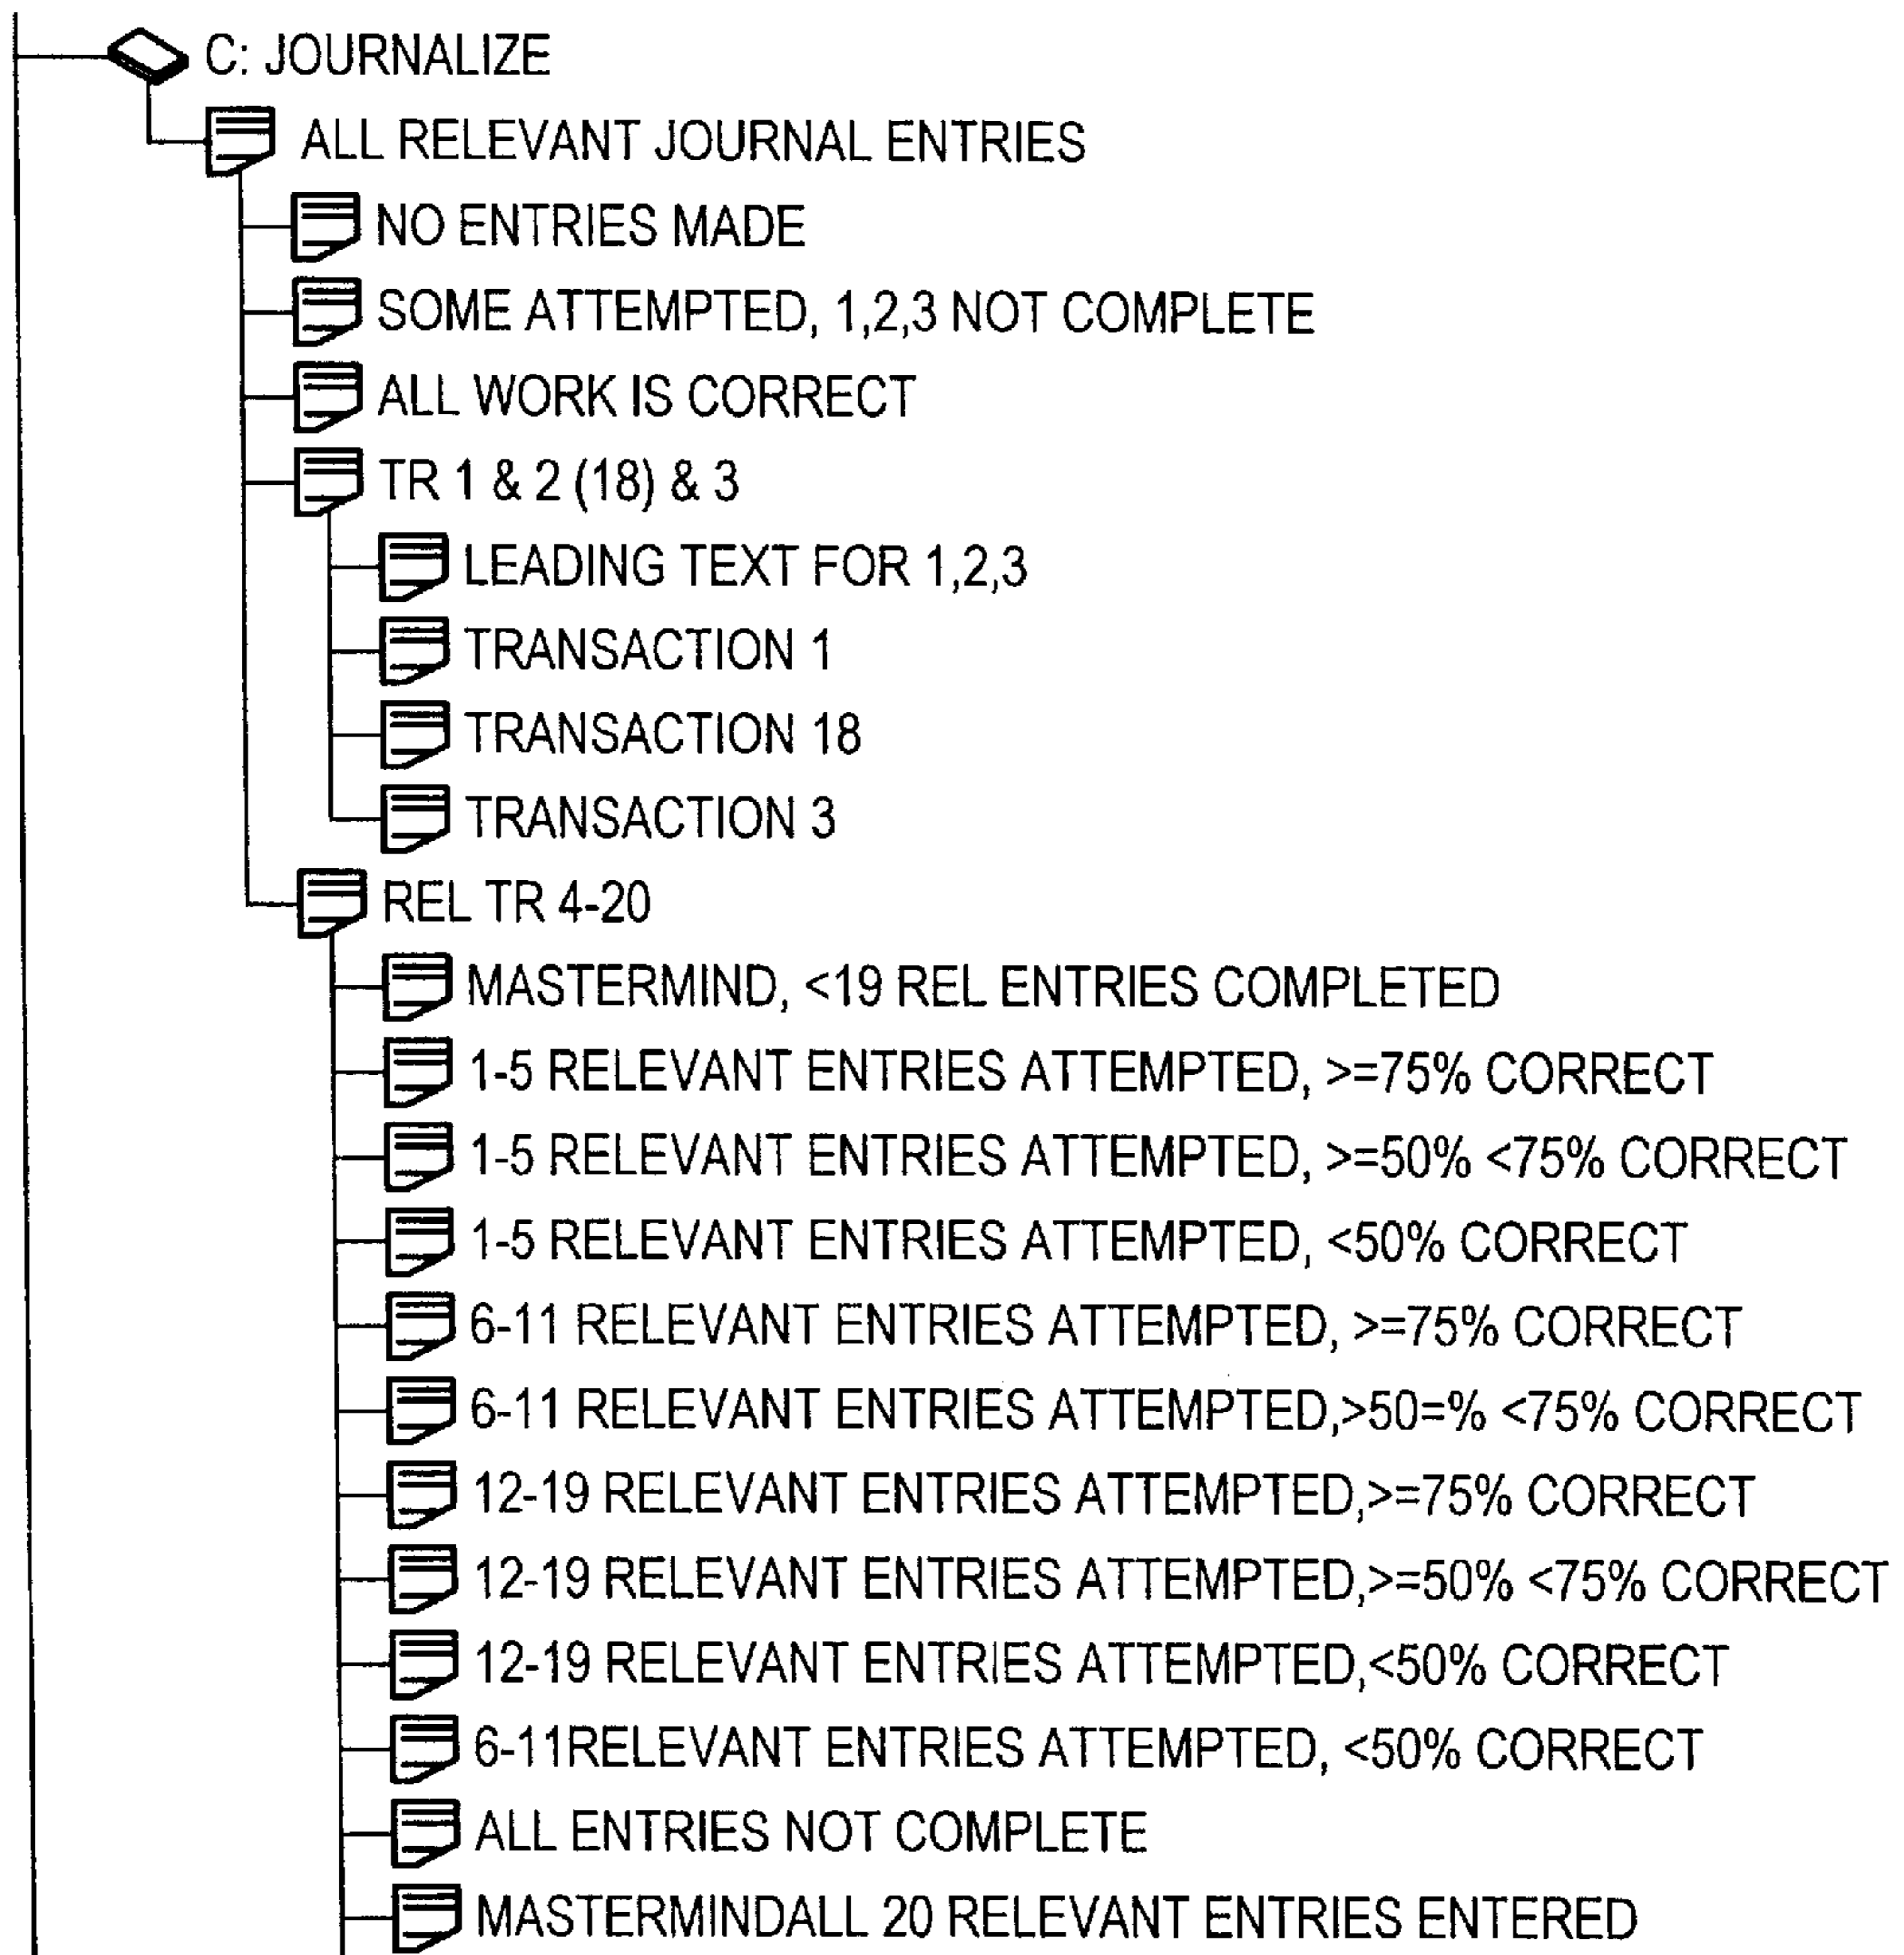 C: JOURNALIZE
ALL RELEVANT JOURNAL ENTRIES
NO ENTRIES MADE
SOME ATTEMPTED, 1,2,3 NOT COMPLETE
ALL WORK IS CORRECT
TR 1 & 2 (18) & 3
LEADING TEXT FOR 1,2,3
TRANSACTION 1
TRANSACTION 18
TRANSACTION 3
REL TR 4-20
MASTERMIND, <19 REL ENTRIES COMPLETED
1-5 RELEVANT ENTRIES ATTEMPTED, >=75% CORRECT
1-5 RELEVANT ENTRIES ATTEMPTED, >=50% <75% CORRECT
1-5 RELEVANT ENTRIES ATTEMPTED, <50% CORRECT
6-11 RELEVANT ENTRIES ATTEMPTED, >=75% CORRECT
6-11 RELEVANT ENTRIES ATTEMPTED,>50=% <75% CORRECT
12-19 RELEVANT ENTRIES ATTEMPTED,>=75% CORRECT
12-19 RELEVANT ENTRIES ATTEMPTED,>=50% <75% CORRECT
12-19 RELEVANT ENTRIES ATTEMPTED,<50% CORRECT
6-11RELEVANT ENTRIES ATTEMPTED, <50% CORRECT
ALL ENTRIES NOT COMPLETE
MASTERMINDALL 20 RELEVANT ENTRIES ENTERED